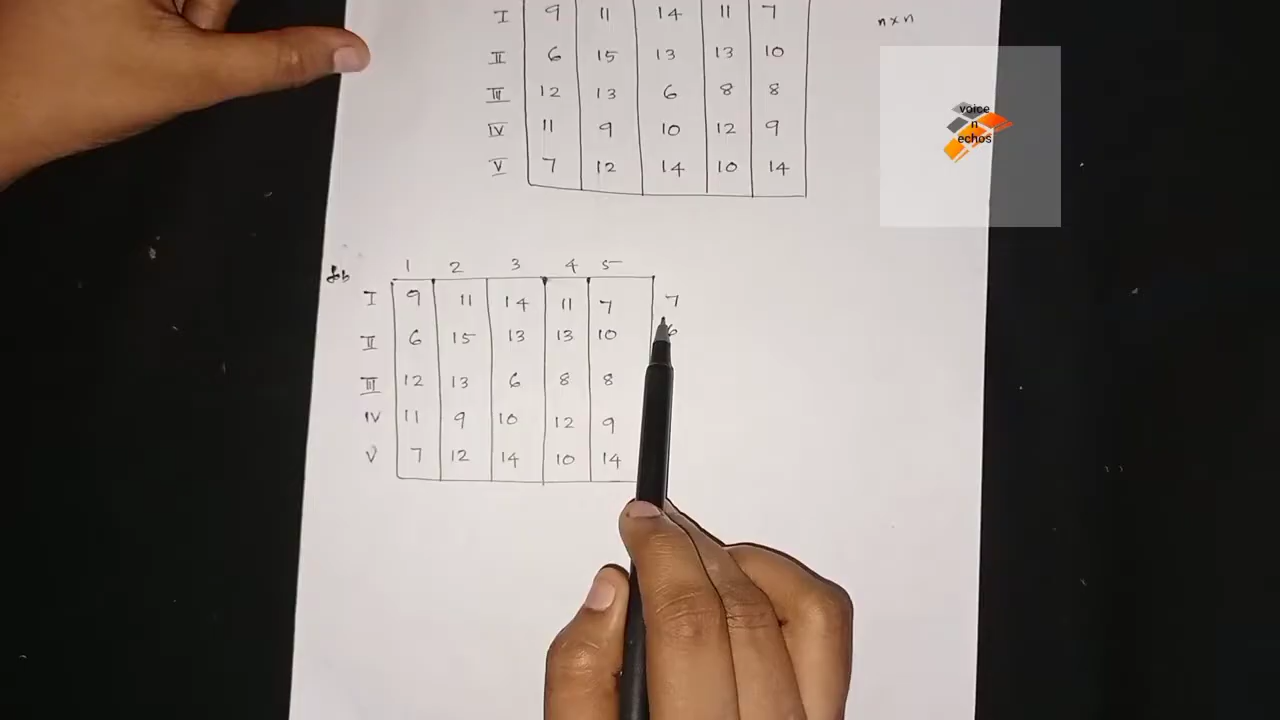 I 9 11 14 11 7
n×n
II 6 15 13 13 10
III 12 13 6 8 8
IV 11 9 10 12 9
V 7 12 14 10 14
voice
n
echos
1 2 3 4 5
I 9 11 14 11 7 7
II 6 15 13 13 10 6
III 12 13 6 8 8
IV 11 9 10 12 9
V 7 12 14 10 14